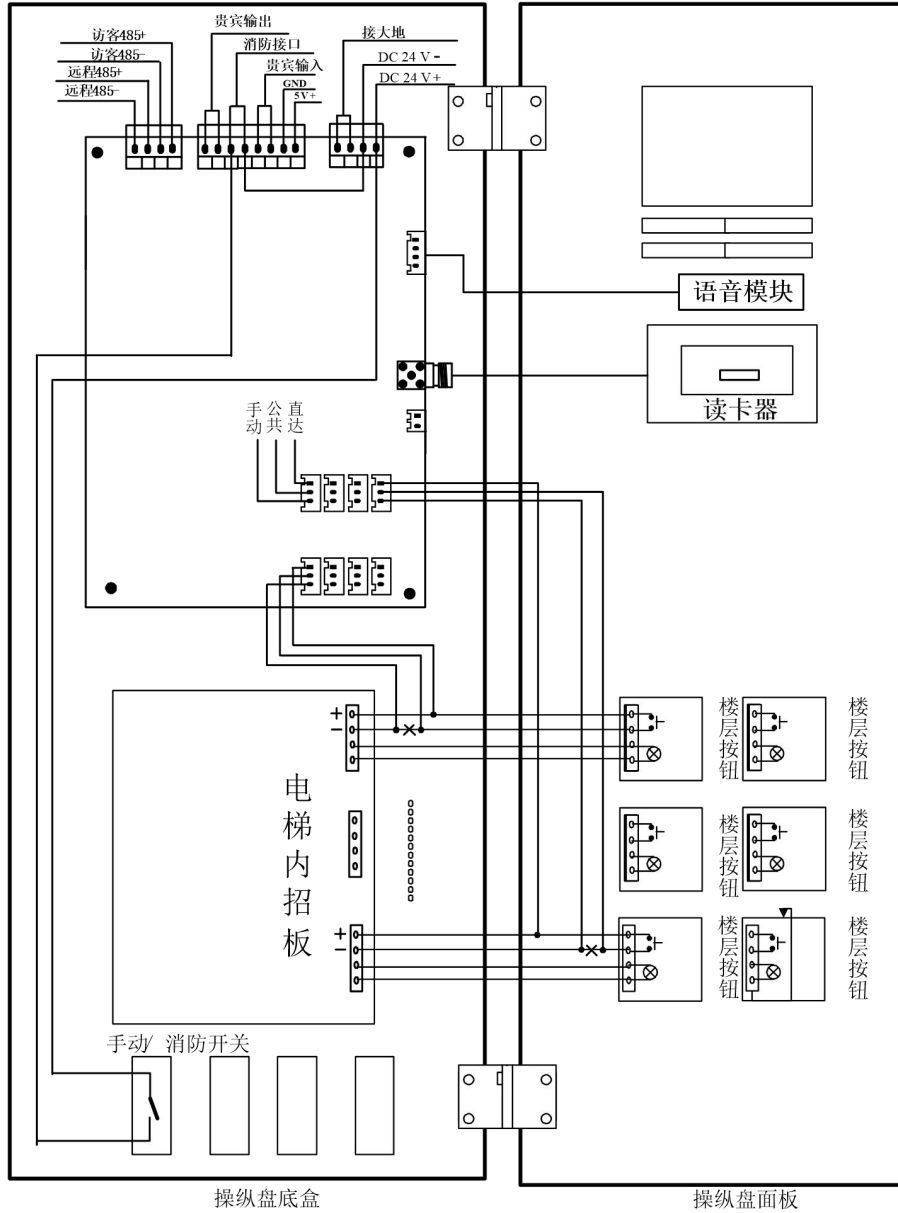 访客485+
访客485-
远程485+
远程485-
贵宾输出
消防接口
贵宾输入
GND
5V+
接大地
DC 24 V -
DC 24 V +
语音模块
读卡器
手动
公共
直达
+
-
电梯内招板
+
-
楼层按钮
楼层按钮
楼层按钮
楼层按钮
楼层按钮
楼层按钮
手动/ 消防开关
操纵盘底盒
操纵盘面板